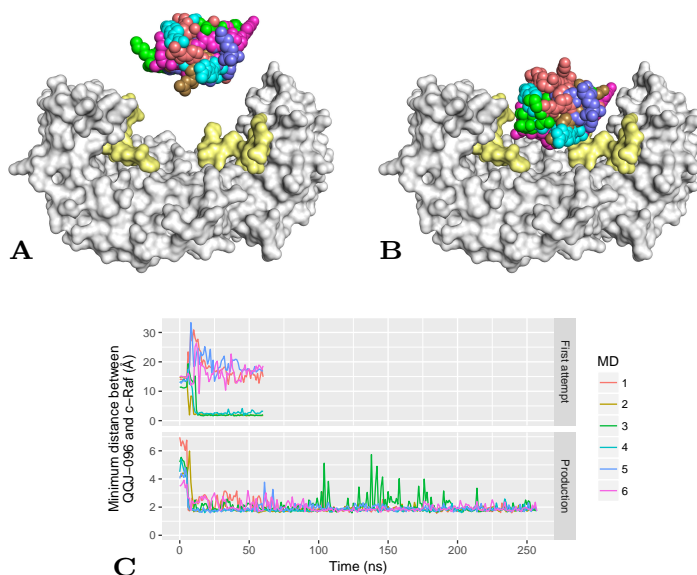 A
B
Minimum distance between
QQJ−096 and c−Raf (Å)
30
20
10
0
First attempt
6
4
2
0
Production
0
50
100
150
200
250
Time (ns)
MD
1
2
3
4
5
6
C